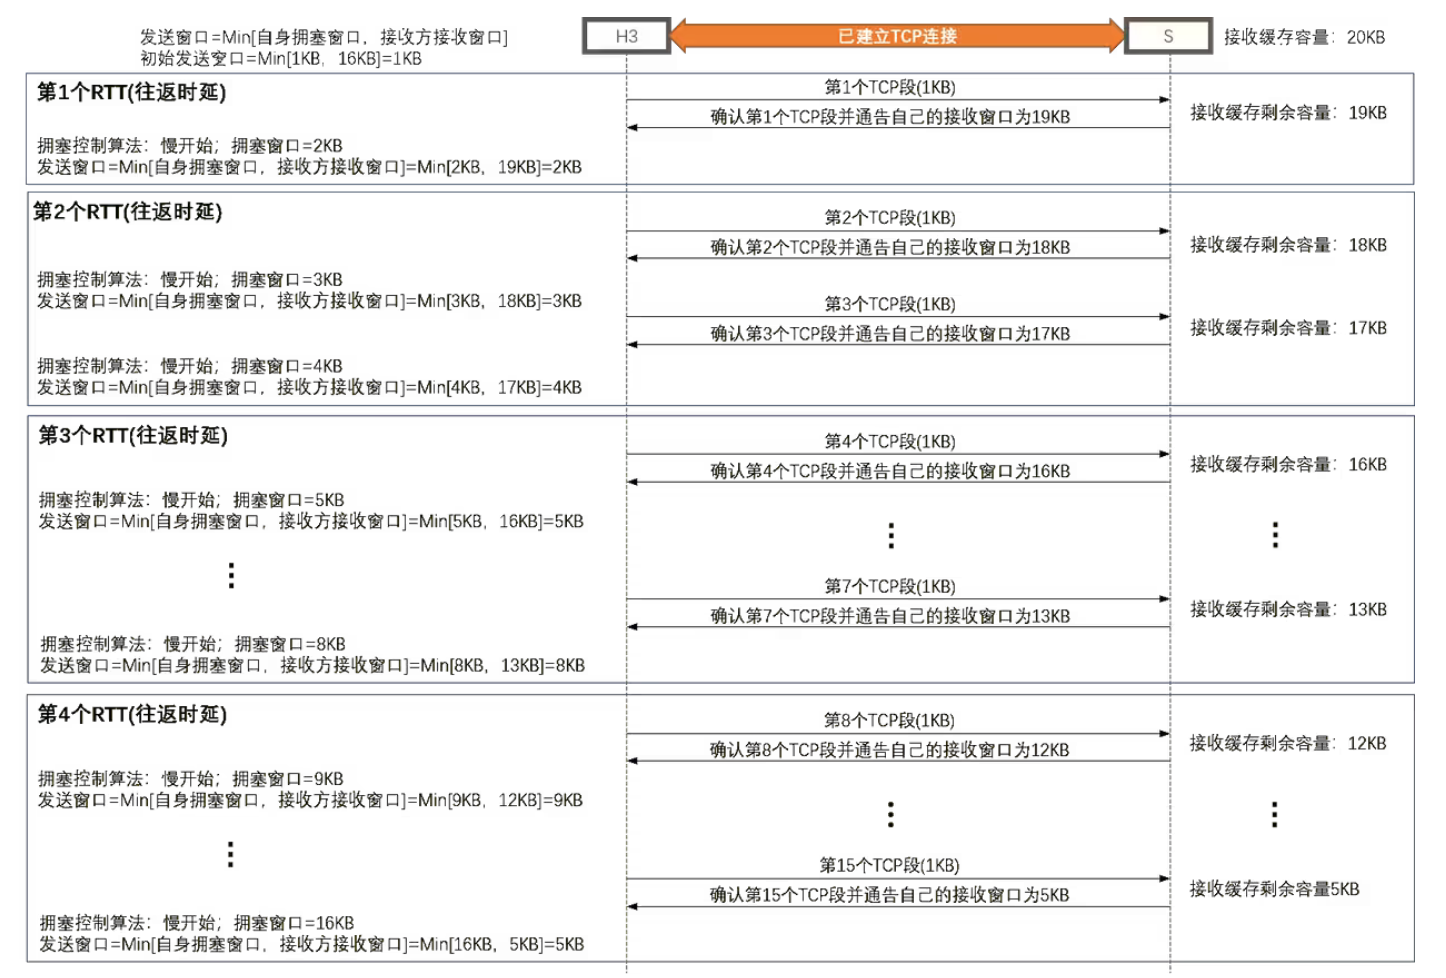 发送窗口=Min[自身拥塞窗口，接收方接收窗口]
初始发送窗口=Min[1KB，16KB]=1KB
H3
已建立TCP连接
S
接收缓存容量：20KB
第1个RTT(往返时延)
第1个TCP段(1KB)
确认第1个TCP段并通告自己的接收窗口为19KB
接收缓存剩余容量：19KB
拥塞控制算法：慢开始；拥塞窗口=2KB
发送窗口=Min[自身拥塞窗口，接收方接收窗口]=Min[2KB，19KB]=2KB
第2个RTT(往返时延)
第2个TCP段(1KB)
确认第2个TCP段并通告自己的接收窗口为18KB
接收缓存剩余容量：18KB
拥塞控制算法：慢开始；拥塞窗口=3KB
发送窗口=Min[自身拥塞窗口，接收方接收窗口]=Min[3KB，18KB]=3KB
第3个TCP段(1KB)
确认第3个TCP段并通告自己的接收窗口为17KB
接收缓存剩余容量：17KB
拥塞控制算法：慢开始；拥塞窗口=4KB
发送窗口=Min[自身拥塞窗口，接收方接收窗口]=Min[4KB，17KB]=4KB
第3个RTT(往返时延)
第4个TCP段(1KB)
确认第4个TCP段并通告自己的接收窗口为16KB
接收缓存剩余容量：16KB
拥塞控制算法：慢开始；拥塞窗口=5KB
发送窗口=Min[自身拥塞窗口，接收方接收窗口]=Min[5KB，16KB]=5KB
第7个TCP段(1KB)
确认第7个TCP段并通告自己的接收窗口为13KB
接收缓存剩余容量：13KB
拥塞控制算法：慢开始；拥塞窗口=8KB
发送窗口=Min[自身拥塞窗口，接收方接收窗口]=Min[8KB，13KB]=8KB
第4个RTT(往返时延)
第8个TCP段(1KB)
确认第8个TCP段并通告自己的接收窗口为12KB
接收缓存剩余容量：12KB
拥塞控制算法：慢开始；拥塞窗口=9KB
发送窗口=Min[自身拥塞窗口，接收方接收窗口]=Min[9KB，12KB]=9KB
第15个TCP段(1KB)
确认第15个TCP段并通告自己的接收窗口为5KB
接收缓存剩余容量5KB
拥塞控制算法：慢开始；拥塞窗口=16KB
发送窗口=Min[自身拥塞窗口，接收方接收窗口]=Min[16KB，5KB]=5KB